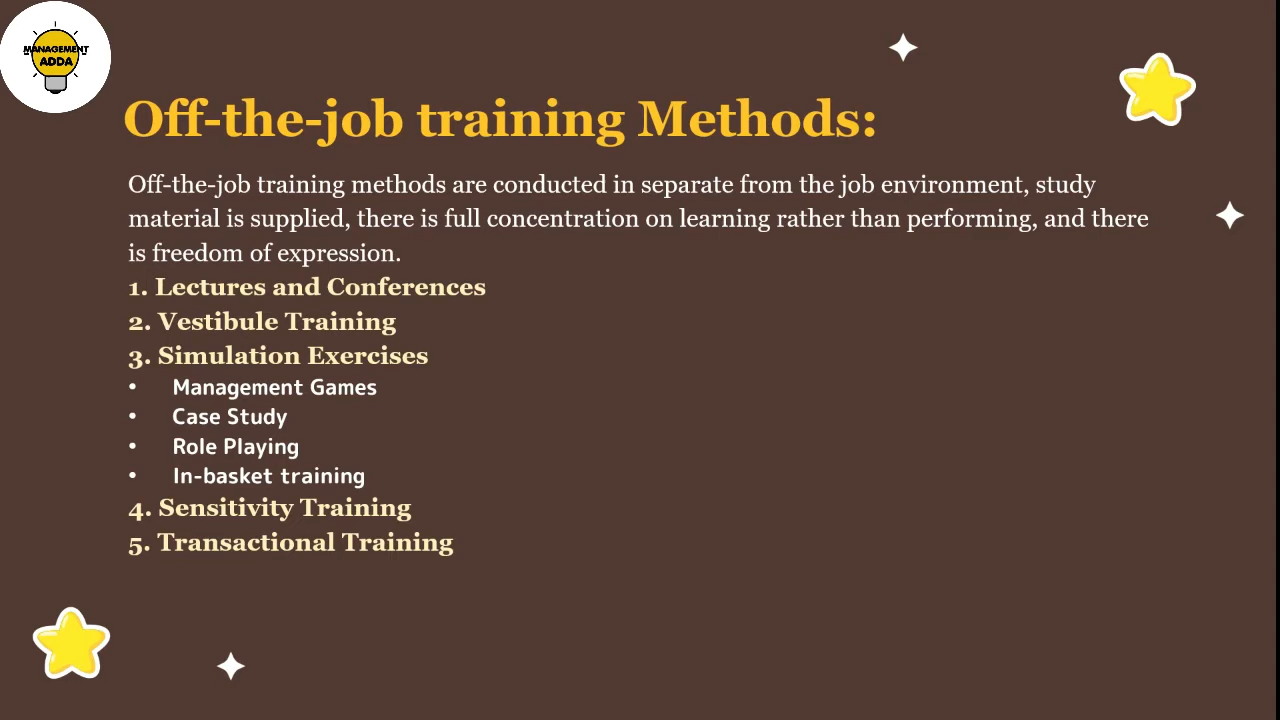 MANAGEMENT
ADDA
Off-the-job training Methods:
Off-the-job training methods are conducted in separate from the job environment, study
material is supplied, there is full concentration on learning rather than performing, and there
is freedom of expression.
1. Lectures and Conferences
2. Vestibule Training
3. Simulation Exercises
• Management Games
• Case Study
• Role Playing
• In-basket training
4. Sensitivity Training
5. Transactional Training